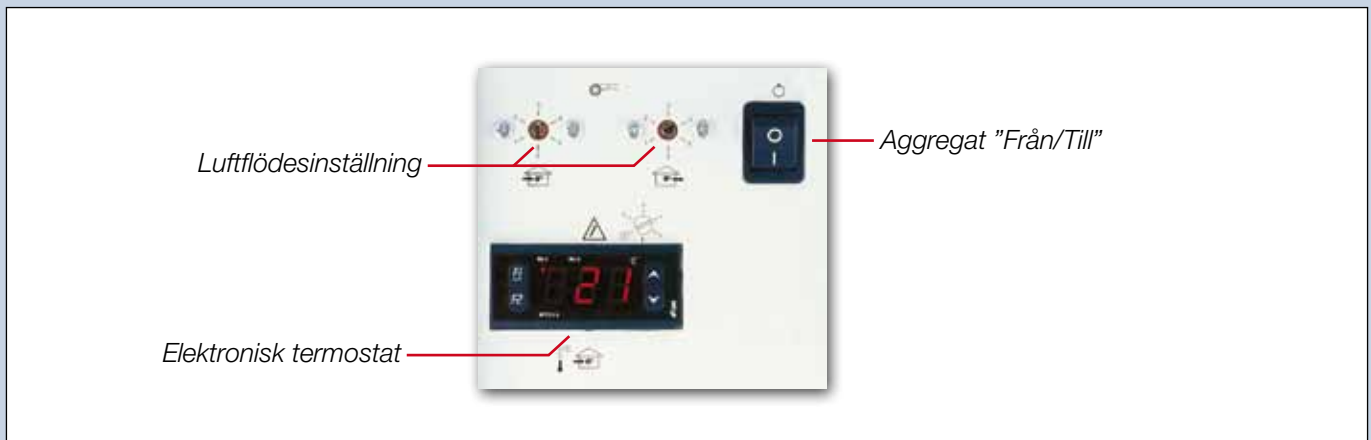 Luftflödesinställning
Aggregat ”Från/Till”
21
Elektronisk termostat